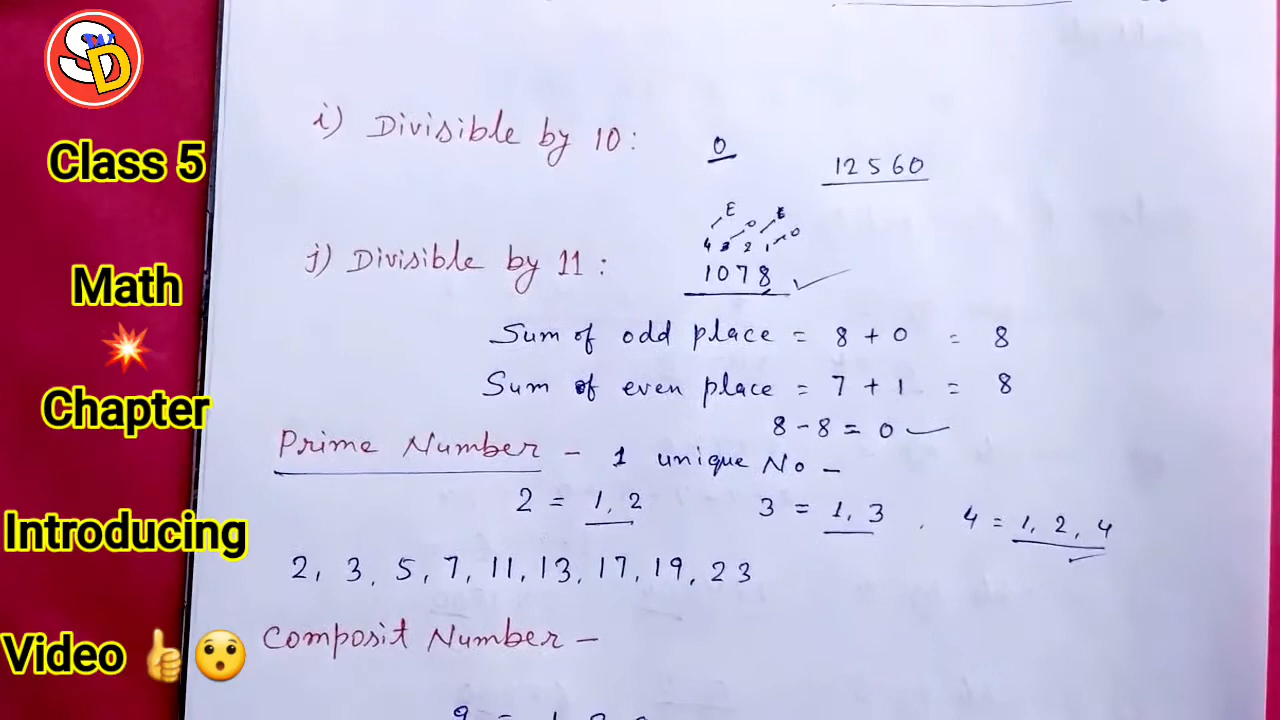 SWD
Class 5
Math
Chapter
Introducing
Video
i) Divisible by 10: 0 12560
E O E O
4 3 2 1
j) Divisible by 11: 1078
Sum of odd place = 8 + 0 = 8
Sum of even place = 7 + 1 = 8
8 - 8 = 0
Prime Number - 1 unique No -
2 = 1, 2 3 = 1, 3, 4 = 1, 2, 4
2, 3, 5, 7, 11, 13, 17, 19, 23
Composit Number -